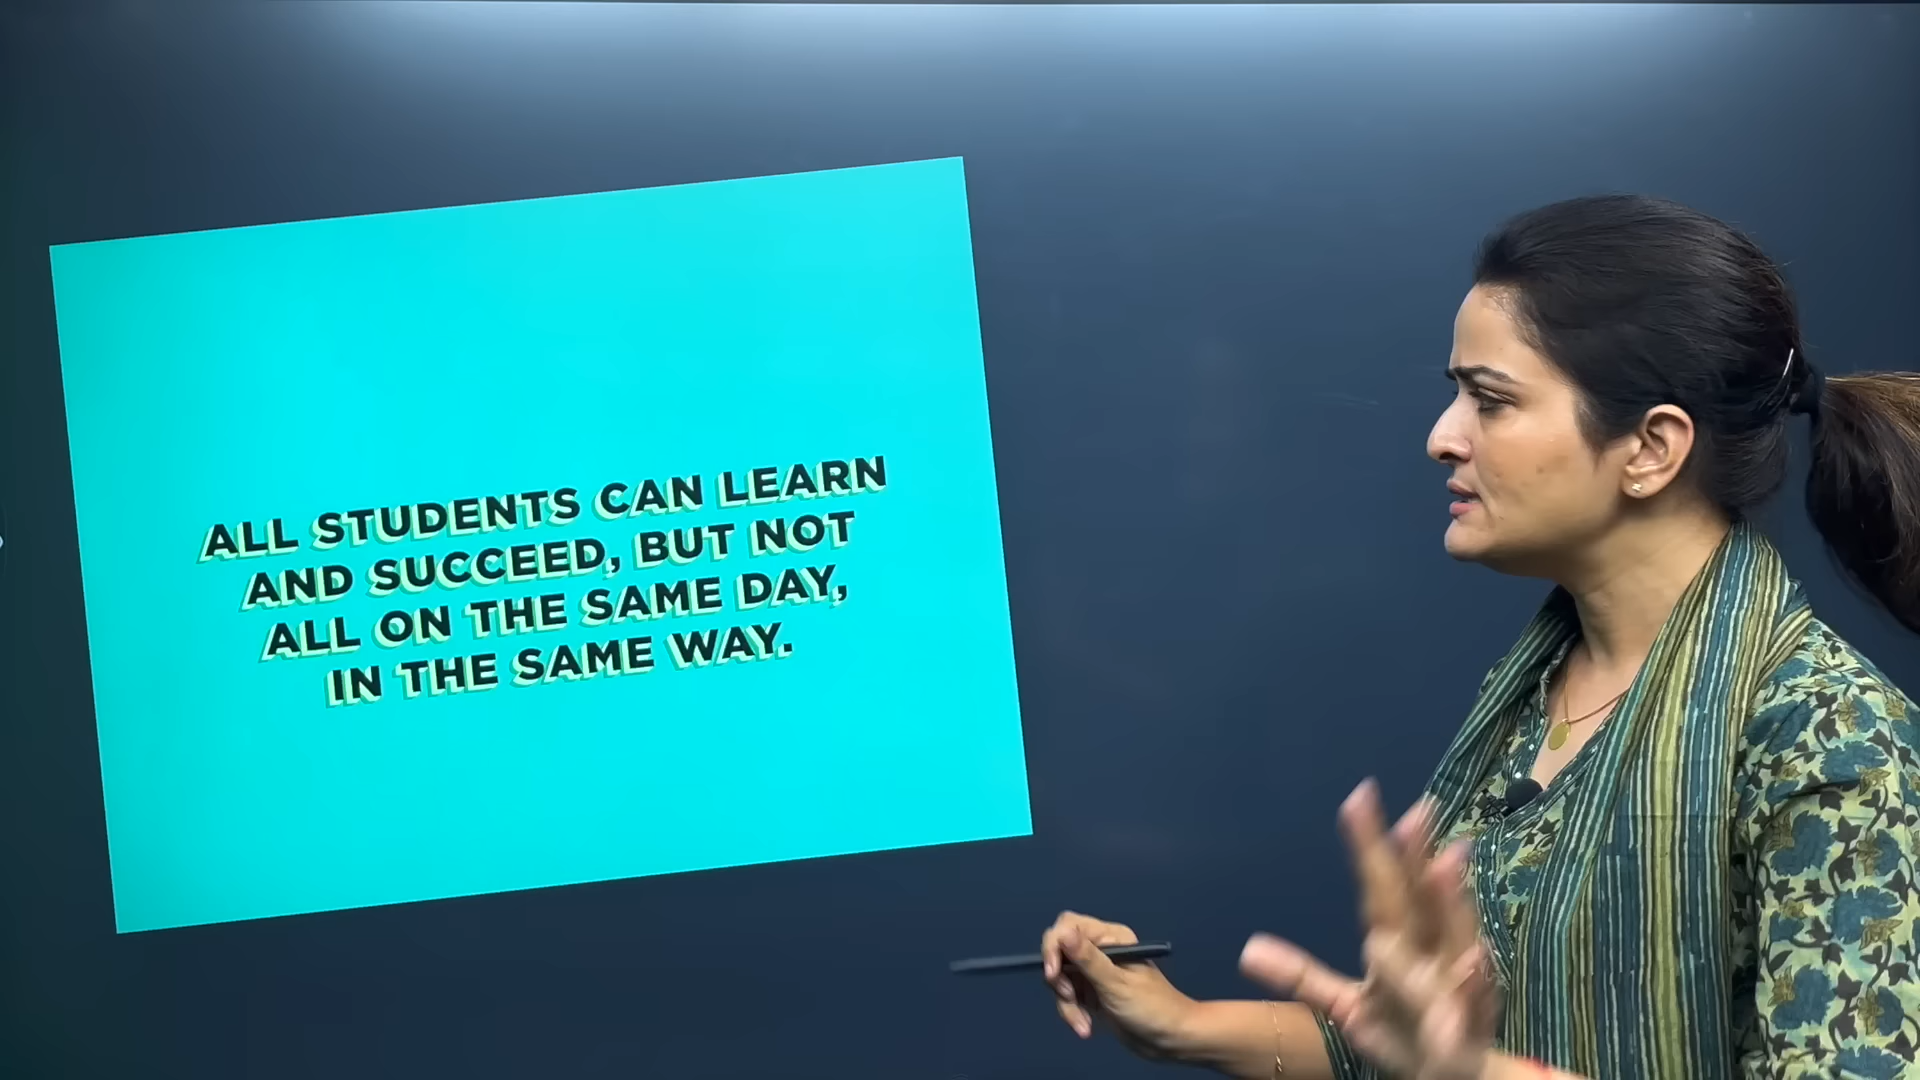 ALL STUDENTS CAN LEARN
AND SUCCEED, BUT NOT
ALL ON THE SAME DAY,
IN THE SAME WAY.